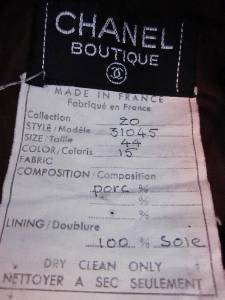 CHANEL
BOUTIQUE
MADE IN FRANCE
Fabriqué en France
Collection 20
STYLE/Modèle 31045
SIZE/Taille 44
COLOR/Coloris 15
FABRIC
COMPOSITION/Composition
porc %
%
%
LINING/Doublure
100 % Soie
DRY CLEAN ONLY
NETTOYER A SEC SEULEMENT